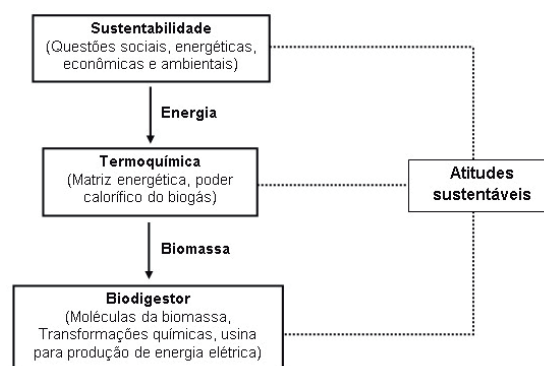 Sustentabilidade
(Questões sociais, energéticas,
econômicas e ambientais)
Energia
Termoquímica
(Matriz energética, poder
calorífico do biogás)
Atitudes
sustentáveis
Biomassa
Biodigestor
(Moléculas da biomassa,
Transformações químicas, usina
para produção de energia elétrica)